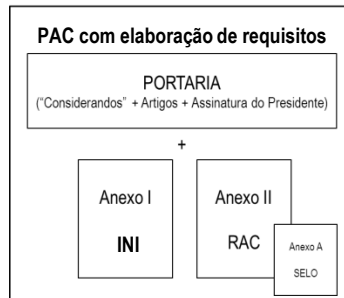 PAC com elaboração de requisitos
PORTARIA
("Considerandos" + Artigos + Assinatura do Presidente)
+
Anexo I
INI
Anexo II
RAC
Anexo A
SELO